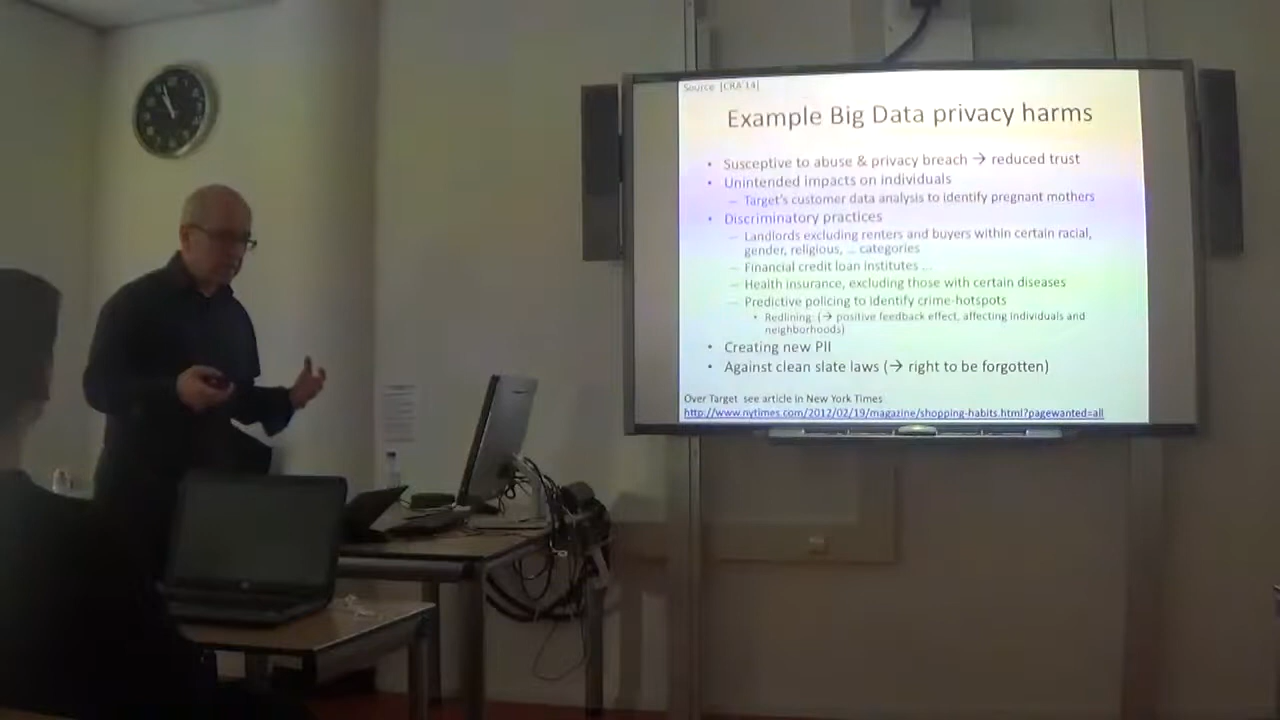 Source [CRA'14]
Example Big Data privacy harms
• Susceptive to abuse & privacy breach → reduced trust
• Unintended impacts on individuals
– Target's customer data analysis to identify pregnant mothers
• Discriminatory practices
– Landlords excluding renters and buyers within certain racial,
gender, religious, ... categories
– Financial credit loan institutes ...
– Health insurance, excluding those with certain diseases
– Predictive policing to identify crime-hotspots
• Redlining: (→ positive feedback effect, affecting individuals and
neighborhoods)
• Creating new PII
• Against clean slate laws (→ right to be forgotten)
Over Target see article in New York Times
http://www.nytimes.com/2012/02/19/magazine/shopping-habits.html?pagewanted=all